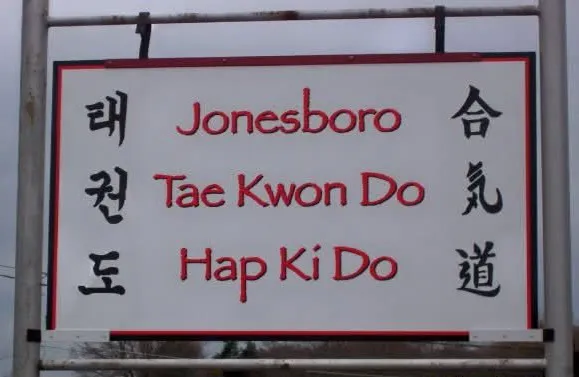 태권도
Jonesboro
Tae Kwon Do
Hap Ki Do
合気道